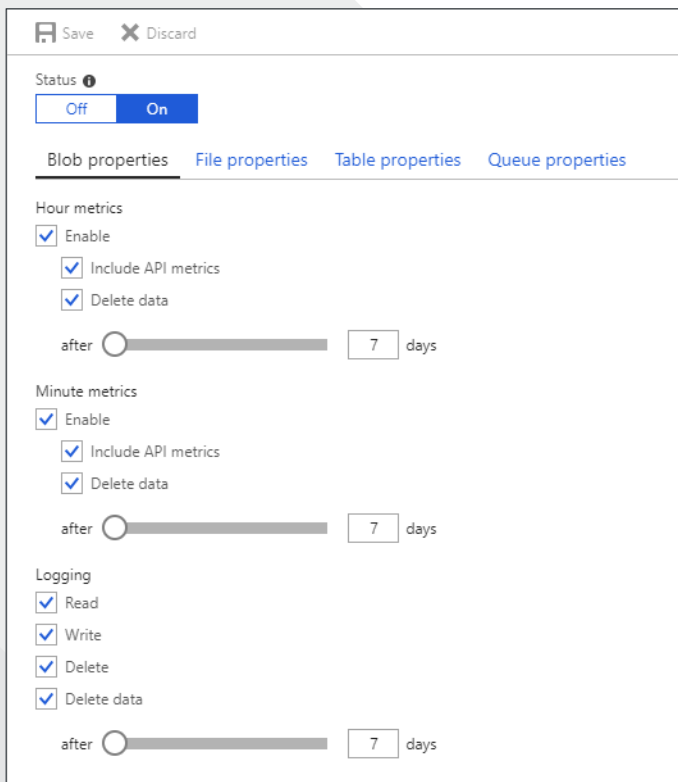 Save Discard
Status
Off On
Blob properties File properties Table properties Queue properties
Hour metrics
Enable
Include API metrics
Delete data
after 7 days
Minute metrics
Enable
Include API metrics
Delete data
after 7 days
Logging
Read
Write
Delete
Delete data
after 7 days